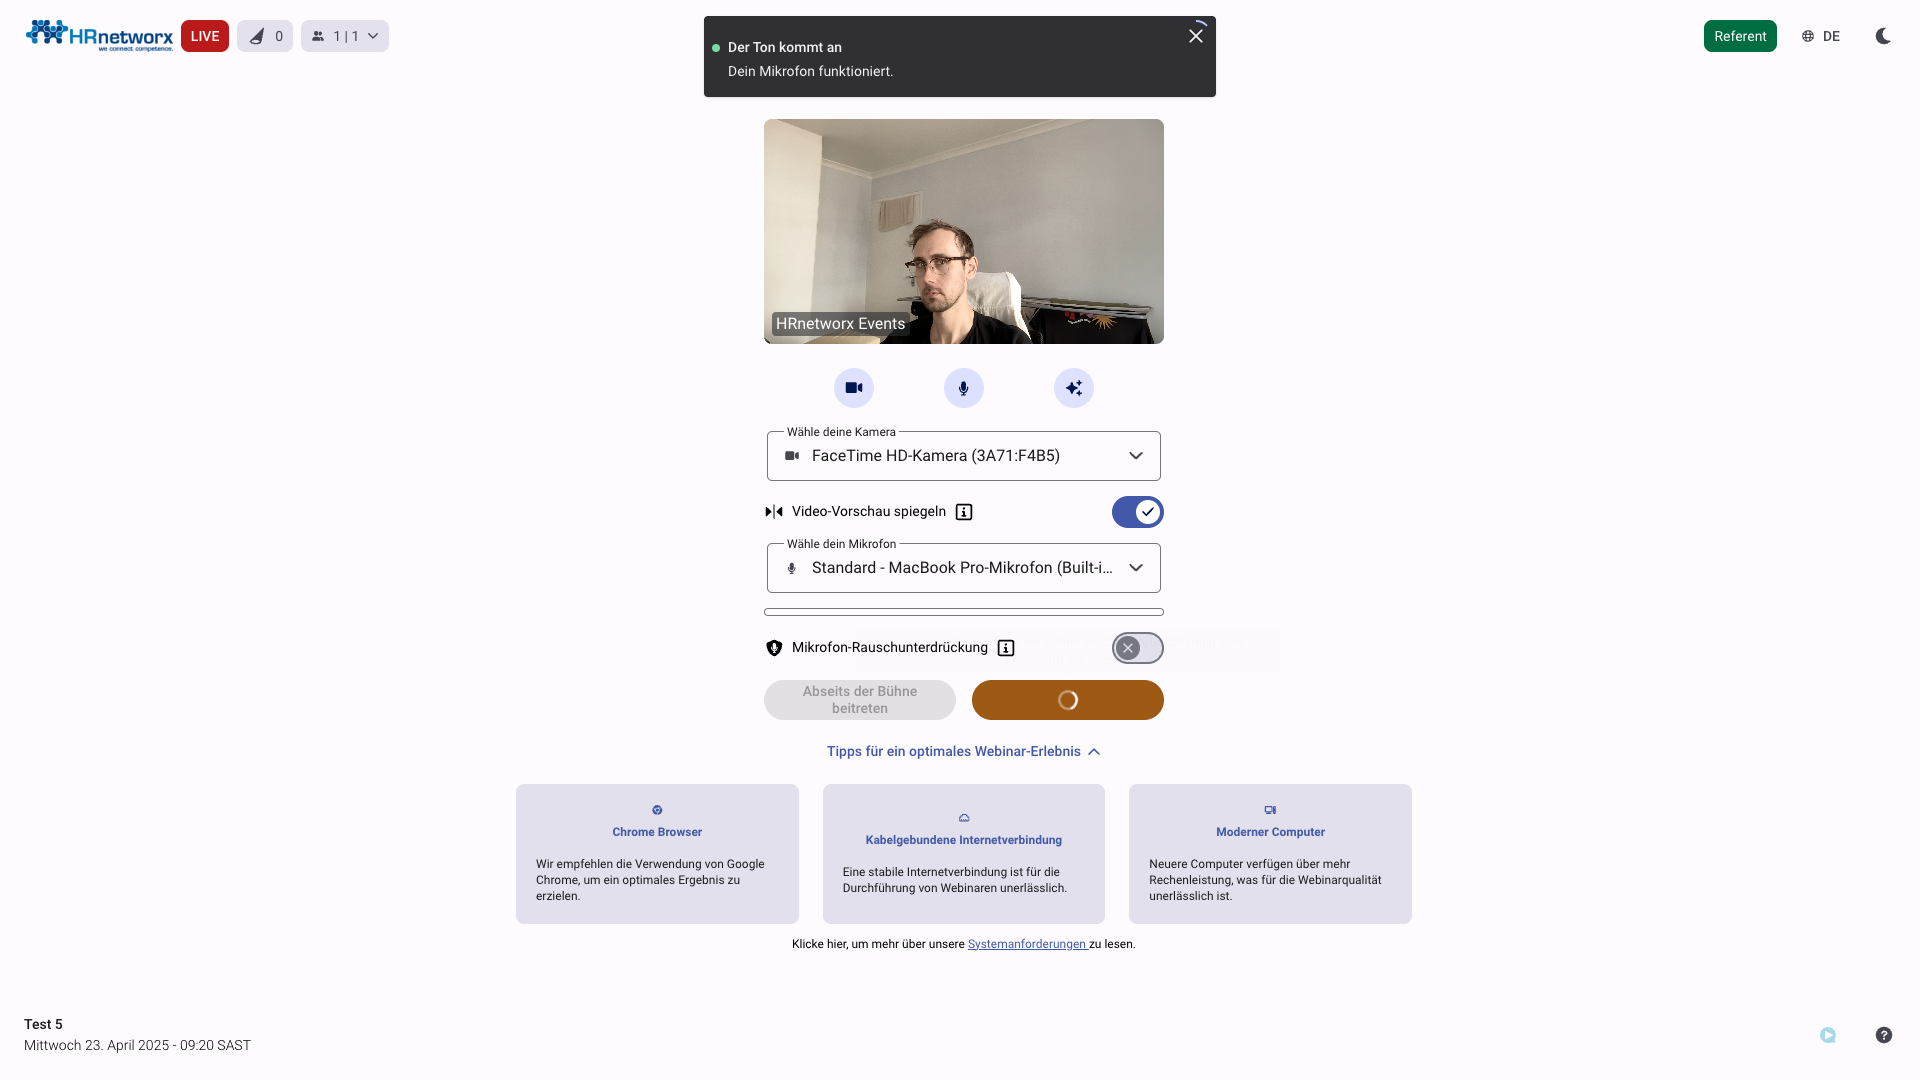 HRnetworx
we connect competence.
LIVE
0
1 | 1
Der Ton kommt an
Dein Mikrofon funktioniert.
Referent
DE
HRnetworx Events
Wähle deine Kamera
FaceTime HD-Kamera (3A71:F4B5)
Video-Vorschau spiegeln
Wähle dein Mikrofon
Standard - MacBook Pro-Mikrofon (Built-i...
Mikrofon-Rauschunterdrückung
Abseits der Bühne
beitreten
Tipps für ein optimales Webinar-Erlebnis
Chrome Browser
Wir empfehlen die Verwendung von Google
Chrome, um ein optimales Ergebnis zu
erzielen.
Kabelgebundene Internetverbindung
Eine stabile Internetverbindung ist für die
Durchführung von Webinaren unerlässlich.
Moderner Computer
Neuere Computer verfügen über mehr
Rechenleistung, was für die Webinarqualität
unerlässlich ist.
Klicke hier, um mehr über unsere Systemanforderungen zu lesen.
Test 5
Mittwoch 23. April 2025 - 09:20 SAST